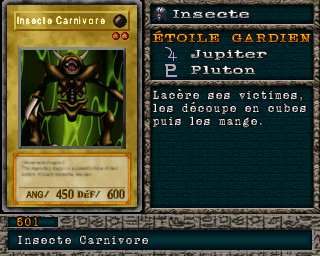 Insecte Carnivore
ANG/ 450 DÉF/ 600
Insecte
ÉTOILE GARDIEN
Jupiter
Pluton
Lacère ses victimes,
les découpe en cubes
puis les mange.
501
Insecte Carnivore